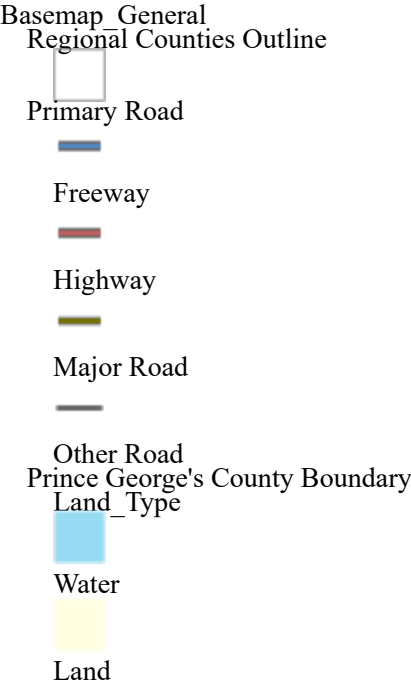 Basemap_General
Regional Counties Outline
Primary Road
Freeway
Highway
Major Road
Other Road
Prince George's County Boundary
Land_Type
Water
Land